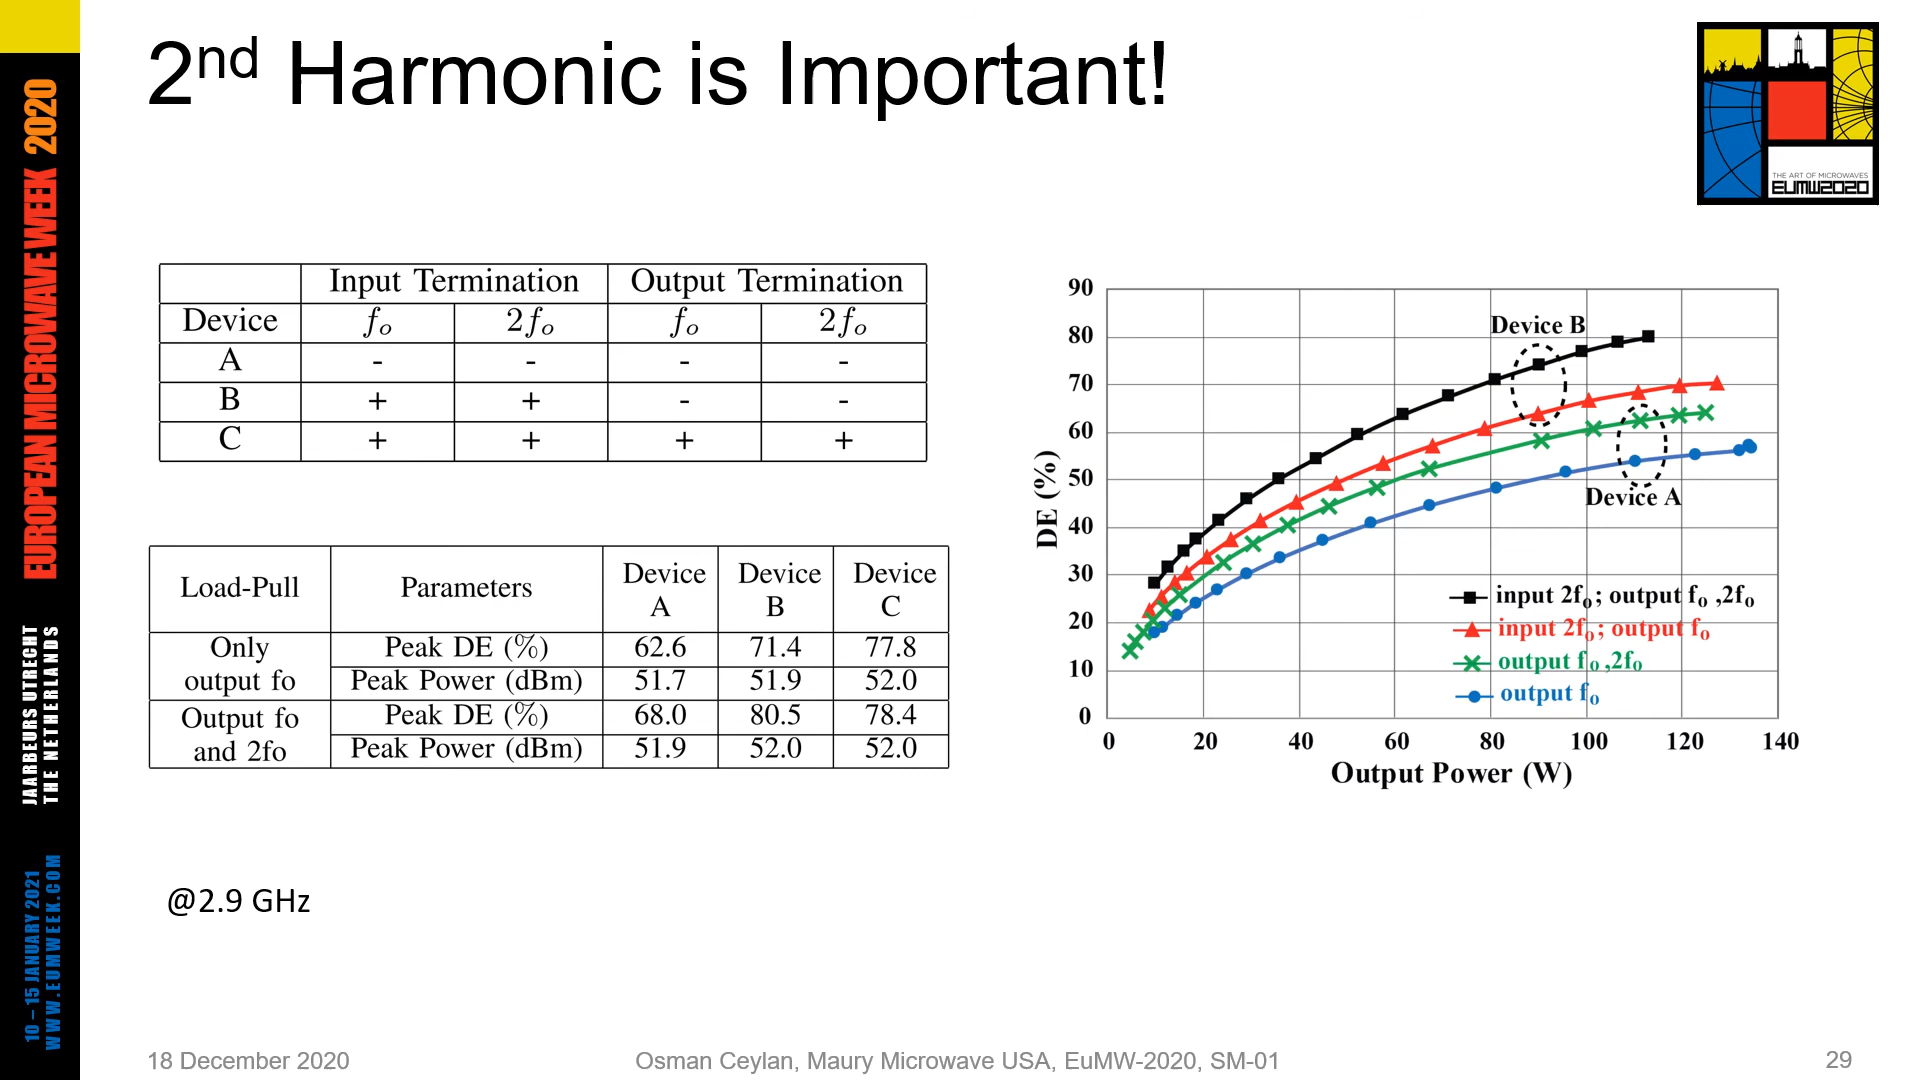 2nd Harmonic is Important!
THE ART OF MICROWAVES
EUMW2020
EUROPEAN MICROWAVE WEEK 2020
JAARBEURS UTRECHT
THE NETHERLANDS
10 – 15 JANUARY 2021
WWW.EUMWEEK.COM
Input Termination Output Termination
Device fo 2fo fo 2fo
A - - - -
B + + - -
C + + + +
Load-Pull Parameters Device A Device B Device C
Only output fo Peak DE (%) 62.6 71.4 77.8
Peak Power (dBm) 51.7 51.9 52.0
Output fo and 2fo Peak DE (%) 68.0 80.5 78.4
Peak Power (dBm) 51.9 52.0 52.0
@2.9 GHz
DE (%)
90
80
70
60
50
40
30
20
10
0
Device B
Device A
input 2fo; output fo ,2fo
input 2fo; output fo
output fo ,2fo
output fo
0 20 40 60 80 100 120 140
Output Power (W)
18 December 2020
Osman Ceylan, Maury Microwave USA, EuMW-2020, SM-01
29